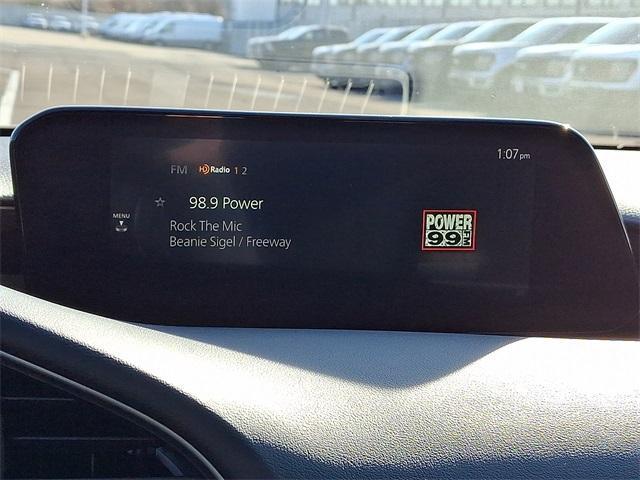 1:07pm
FM HD Radio 1 2
☆ 98.9 Power
MENU
Rock The Mic
Beanie Sigel / Freeway
POWER
99 FM